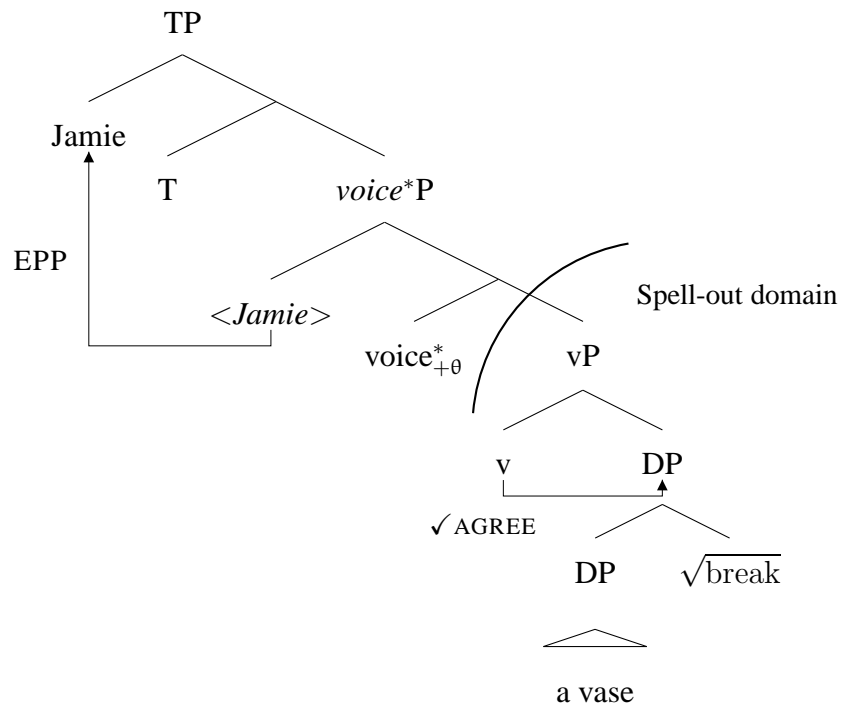 TP
Jamie
T
voice*P
EPP
<Jamie>
Spell-out domain
voice*+θ
vP
v
DP
✓AGREE
DP
√break
a vase